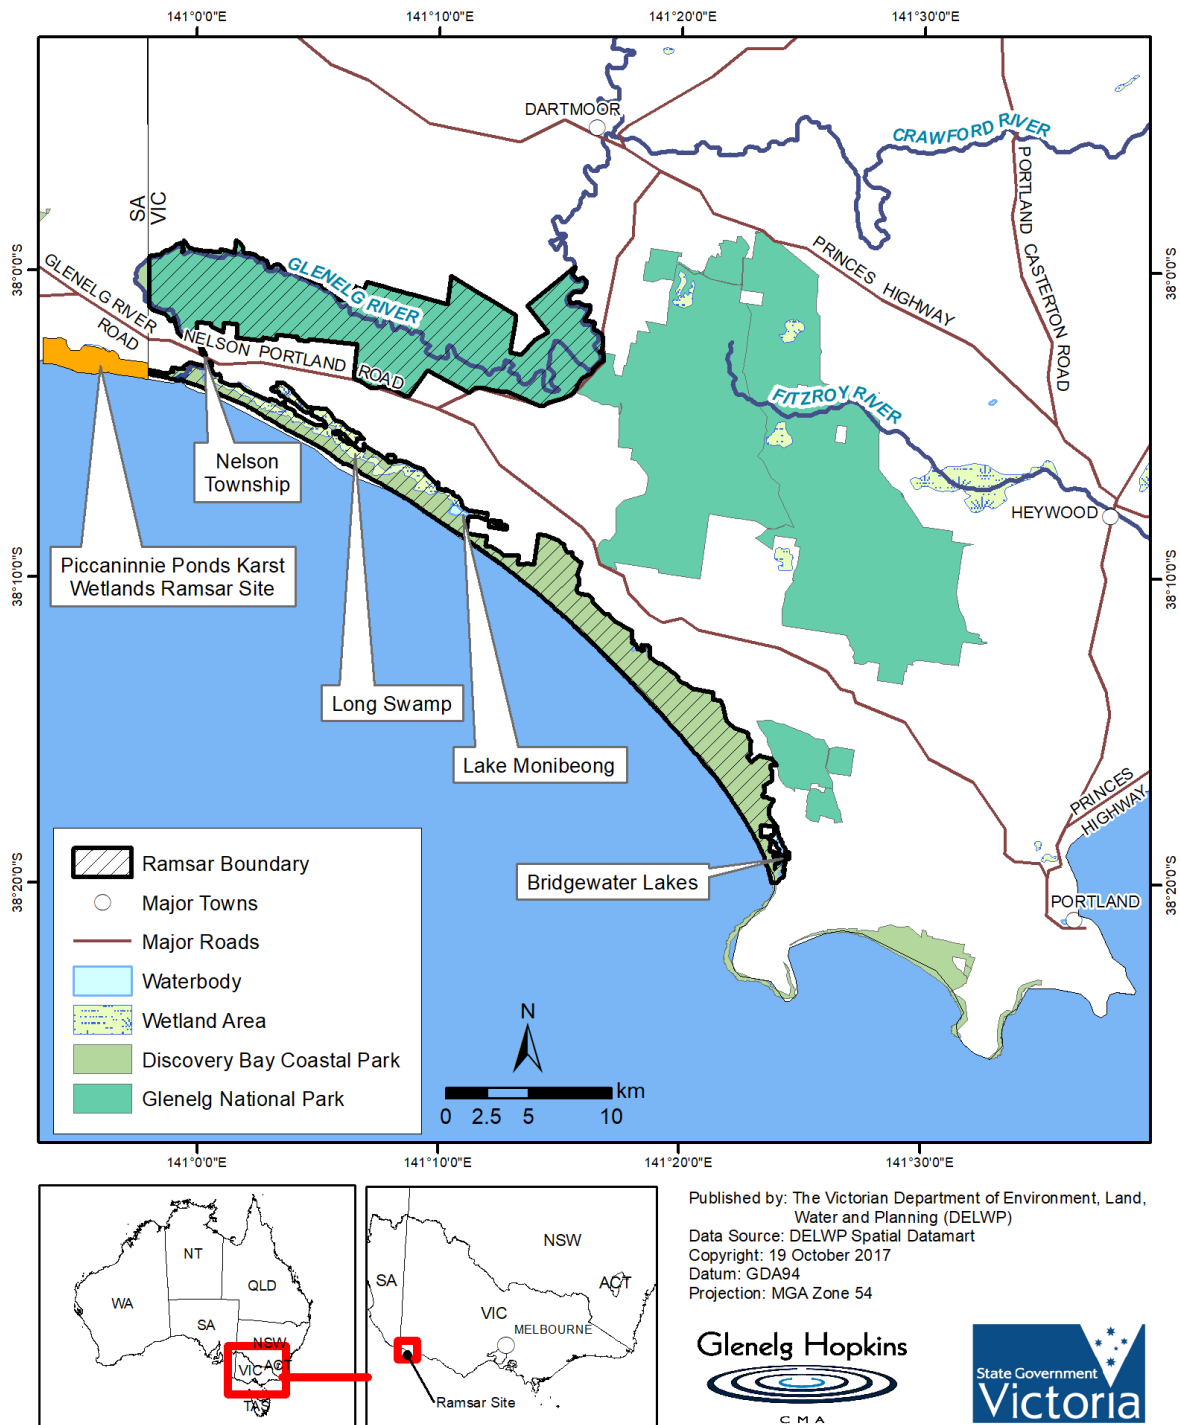 141°0'0"E
141°10'0"E
141°20'0"E
141°30'0"E
DARTMOOR
CRAWFORD RIVER
SA
VIC
PORTLAND CASTERTON ROAD
PRINCES HIGHWAY
38°0'0"S
38°0'0"S
GLENELG RIVER
GLENELG RIVER ROAD
NELSON PORTLAND ROAD
FITZROY RIVER
Nelson
Township
HEYWOOD
Piccaninnie Ponds Karst
Wetlands Ramsar Site
38°10'0"S
38°10'0"S
Long Swamp
Lake Monibeong
PRINCES
HIGHWAY
Bridgewater Lakes
38°20'0"S
38°20'0"S
PORTLAND
Ramsar Boundary
Major Towns
Major Roads
Waterbody
Wetland Area
Discovery Bay Coastal Park
Glenelg National Park
N
km
0 2.5 5 10
141°0'0"E
141°10'0"E
141°20'0"E
141°30'0"E
NT
WA
QLD
SA
NSW
VIC
ACT
TAS
NSW
SA
ACT
VIC
MELBOURNE
Ramsar Site
Published by: The Victorian Department of Environment, Land,
Water and Planning (DELWP)
Data Source: DELWP Spatial Datamart
Copyright: 19 October 2017
Datum: GDA94
Projection: MGA Zone 54
Glenelg Hopkins
CMA
State Government
Victoria